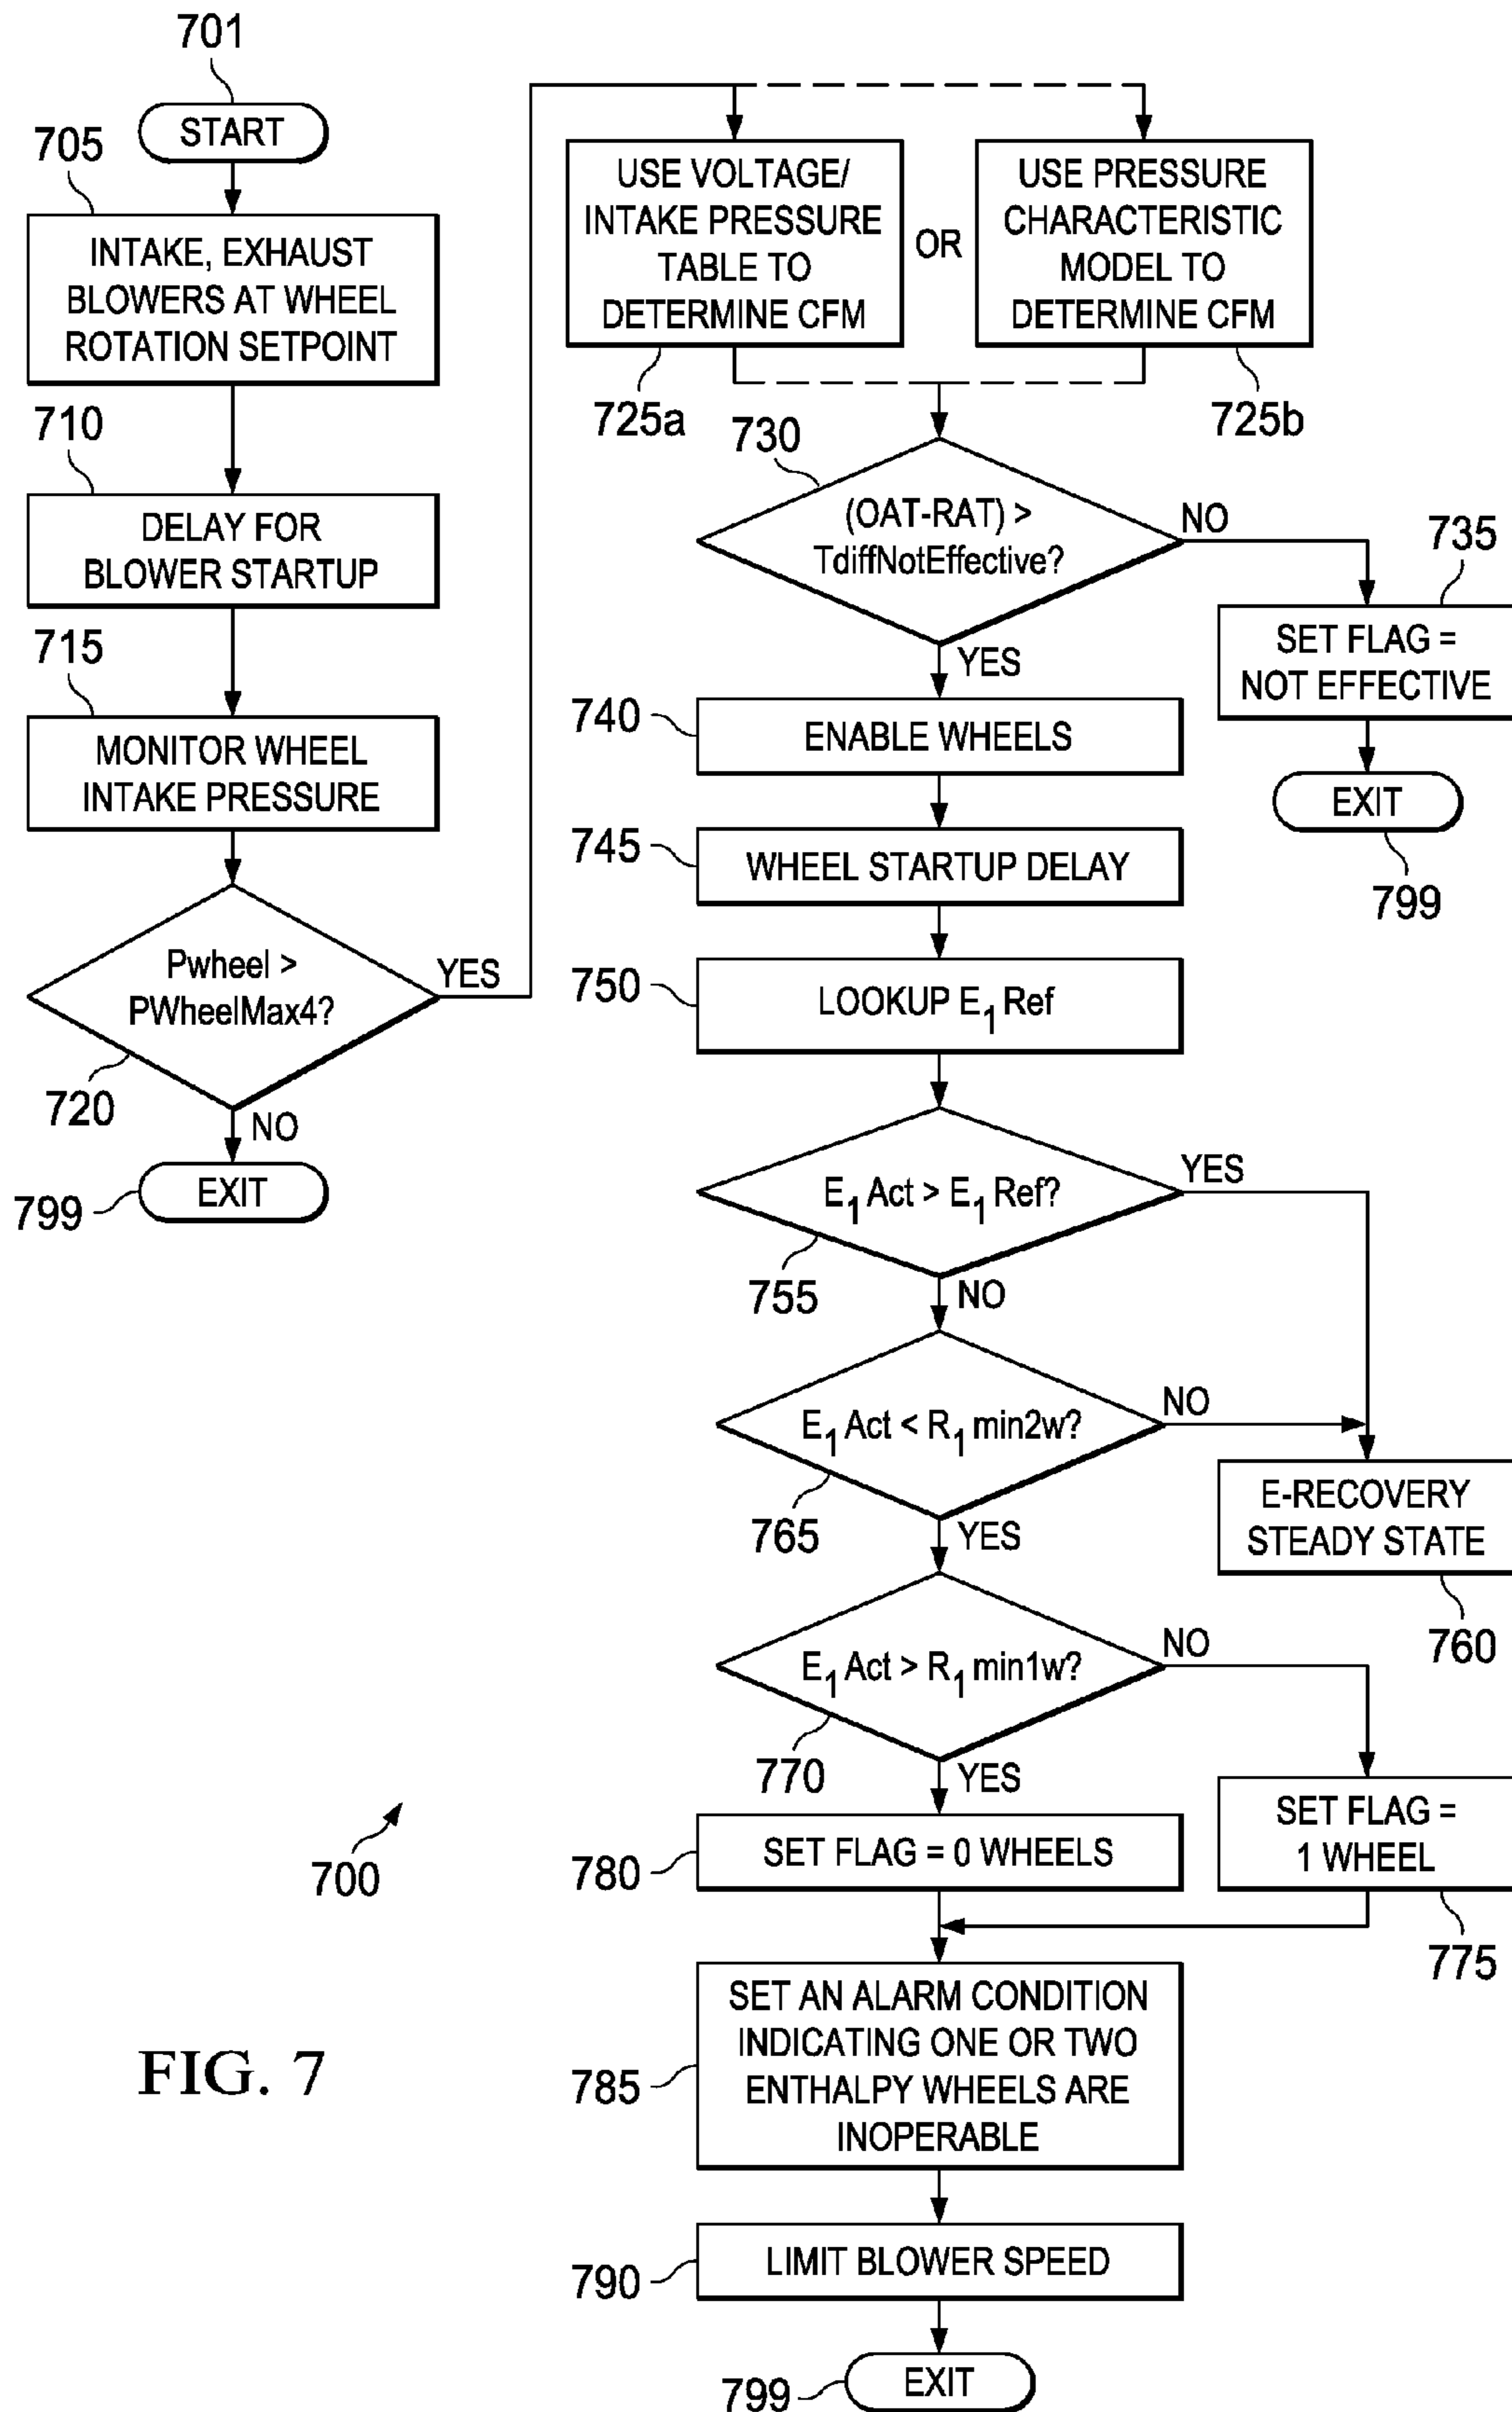 701
START
705
INTAKE, EXHAUST
BLOWERS AT WHEEL
ROTATION SETPOINT
710
DELAY FOR
BLOWER STARTUP
715
MONITOR WHEEL
INTAKE PRESSURE
Pwheel >
PWheelMax4?
YES
720
NO
EXIT
799
USE VOLTAGE/
INTAKE PRESSURE
TABLE TO
DETERMINE CFM
725a
OR
USE PRESSURE
CHARACTERISTIC
MODEL TO
DETERMINE CFM
725b
730
(OAT-RAT) >
TdiffNotEffective?
NO
735
SET FLAG =
NOT EFFECTIVE
EXIT
799
YES
740
ENABLE WHEELS
745
WHEEL STARTUP DELAY
750
LOOKUP E1 Ref
E1 Act > E1 Ref?
YES
755
NO
E1 Act < R1 min2w?
NO
765
YES
E-RECOVERY
STEADY STATE
760
E1 Act > R1 min1w?
NO
770
YES
780
SET FLAG = 0 WHEELS
SET FLAG =
1 WHEEL
775
785
SET AN ALARM CONDITION
INDICATING ONE OR TWO
ENTHALPY WHEELS ARE
INOPERABLE
790
LIMIT BLOWER SPEED
799
EXIT
700
FIG. 7